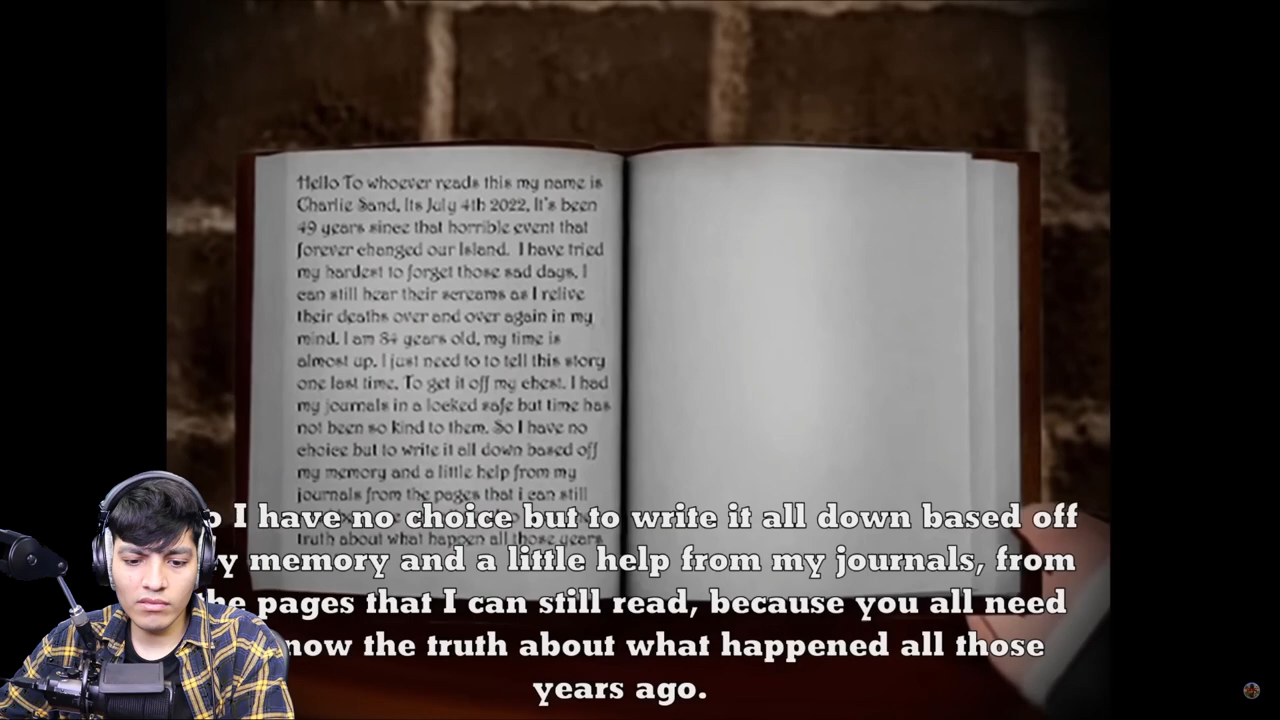 Hello To whoever reads this my name is
Charlie Sand, Its July 4th 2022, It's been
49 years since that horrible event that
forever changed our Island. I have tried
my hardest to forget those sad days, I
can still hear their screams as I relive
their deaths over and over again in my
mind. I am 84 years old, my time is
almost up. I just need to to tell this story
one last time. To get it off my chest. I had
my journals in a locked safe but time has
not been so kind to them. So I have no
choice but to write it all down based off
my memory and a little help from my
journals from the pages that i can still
truth about what happen all those years
I have no choice but to write it all down based off
memory and a little help from my journals, from
pages that I can still read, because you all need
the truth about what happened all those
years ago.